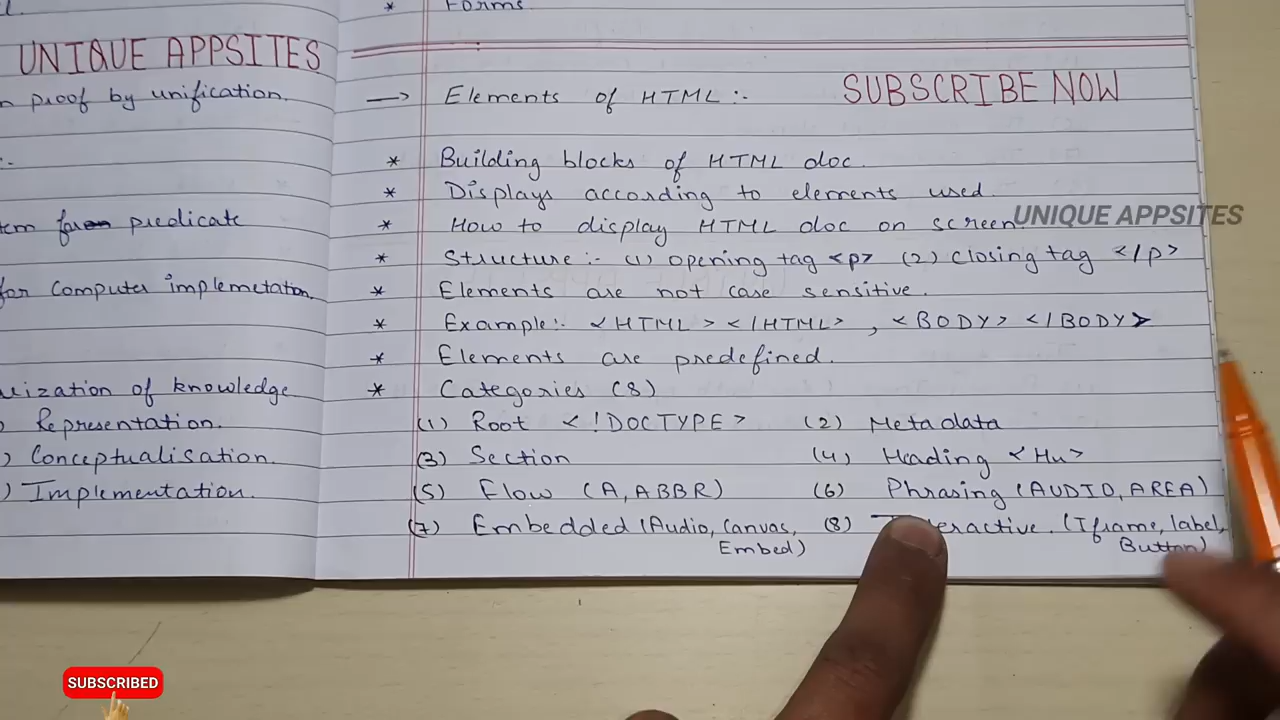 * Forms
UNIQUE APPSITES
proof by unification.
predicate
for Computer implemetation.
of knowledge
Representation.
) Conceptualisation.
) Implementation.
→ Elements of HTML :-
SUBSCRIBE NOW
* Building blocks of HTML doc.
* Displays according to elements used
* How to display HTML doc on screen.
UNIQUE APPSITES
* Structure :- (1) opening tag <p> (2) closing tag </p>
* Elements are not case sensitive.
* Example :- <HTML> </HTML> , <BODY> </BODY>
* Elements are predefined.
* Categories (8)
(1) Root <!DOCTYPE> (2) Metadata
(3) Section (4) Heading <Hn>
(5) Flow (A, ABBR) (6) Phrasing (AUDIO, AREA)
(7) Embedded (Audio, Canvas, Embed) (8) (Iframe, label, Button)
SUBSCRIBED